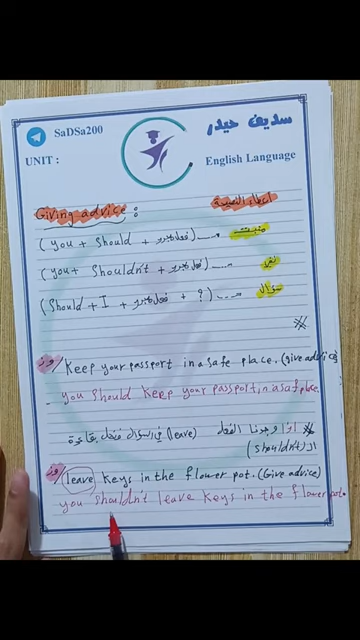 SaDSa200
سديف حيدر
UNIT :
English Language
Giving advice :
اعطاء النصيحة
(you + should + فعل مجرد) مثبت
(you + shouldn't + فعل مجرد) نفي
(Should + I + فعل مجرد + ?) سؤال
Keep your passport in a safe place. (give advice)
you should keep your passport in a safe place.
اذا وجدنا الفعل (leave) في السؤال فنحل بقاعدة
ال (shouldn't)
leave keys in the flower pot. (Give advice)
you shouldn't leave keys in the flower pot.